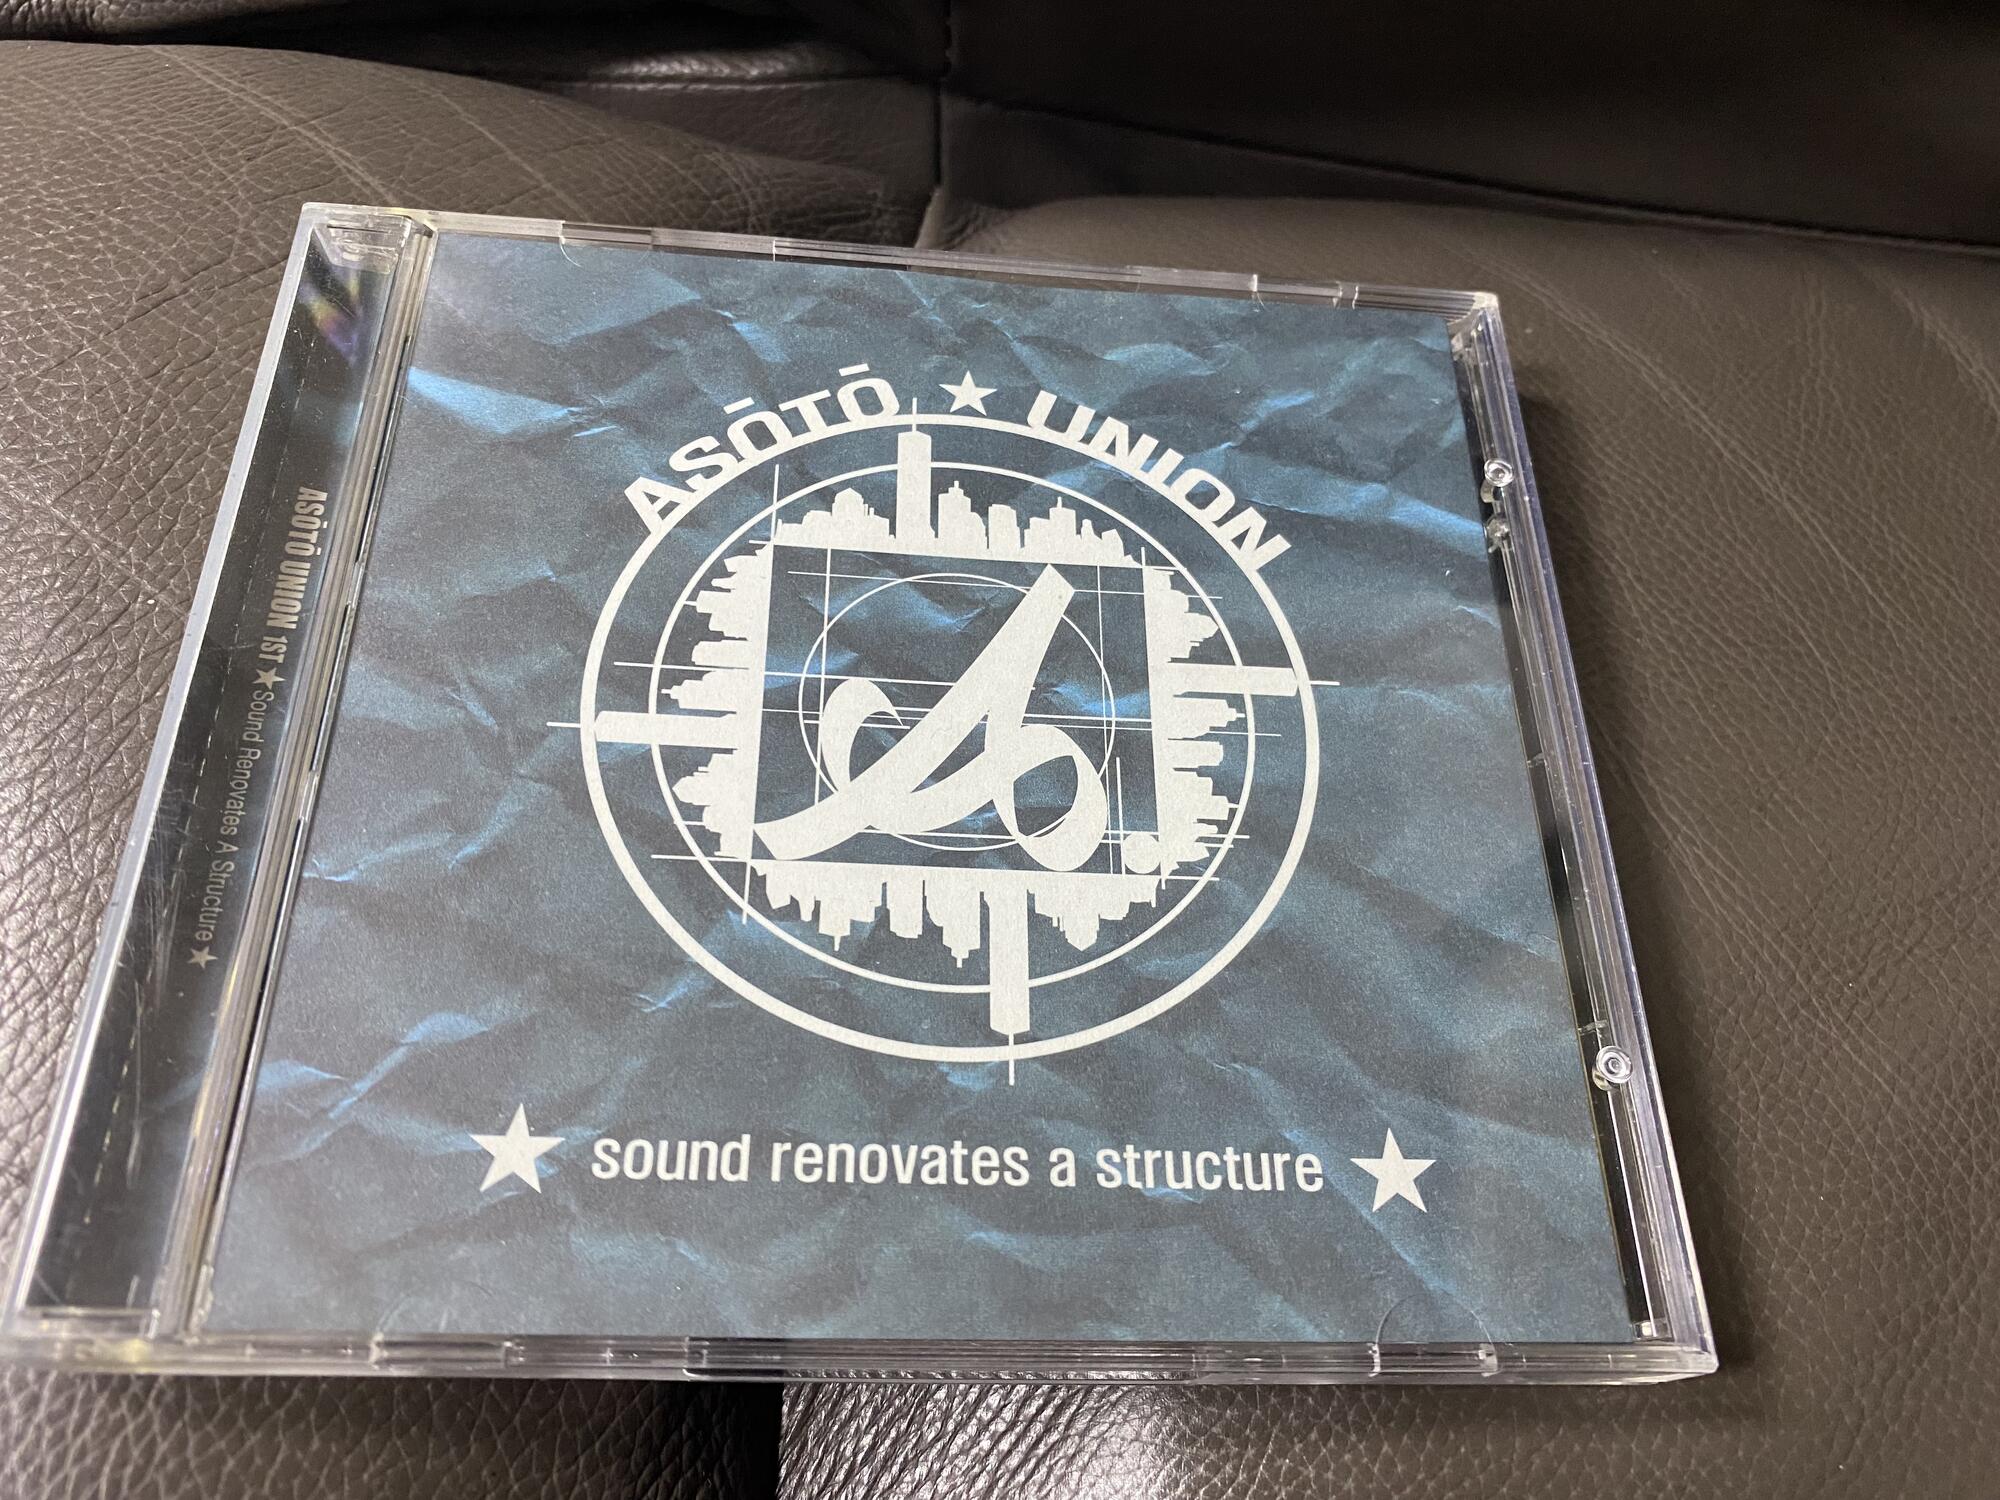 ASŌTŌ ★ UNION
★ sound renovates a structure ★
ASŌTŌ UNION 1ST ★ Sound Renovates A Structure ★